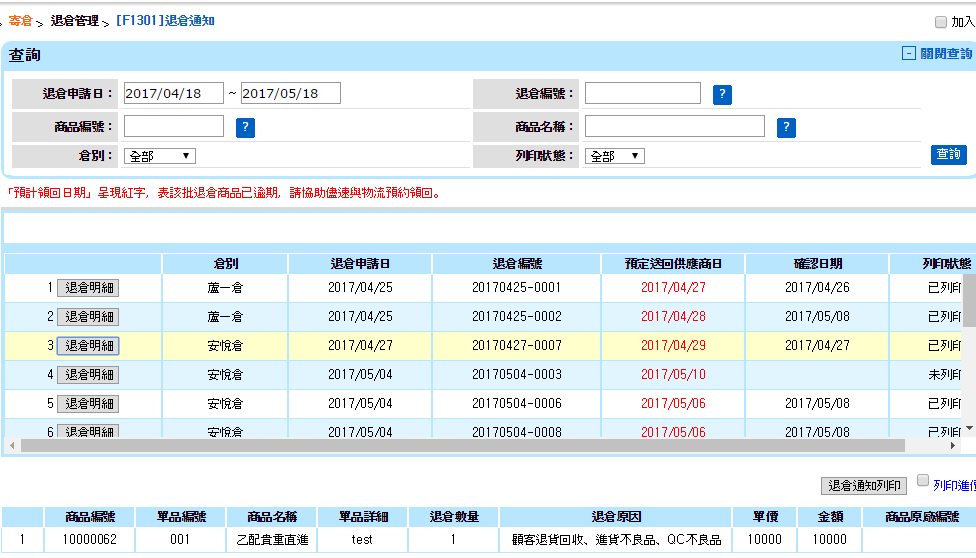 寄倉 > 退倉管理 > [F1301]退倉通知 加入
查詢 - 關閉查詢
退倉申請日： 2017/04/18 ~ 2017/05/18 退倉編號： ?
商品編號： ? 商品名稱： ?
倉別： 全部 列印狀態： 全部 查詢
「預計領回日期」呈現紅字, 表該批退倉商品已逾期, 請協助儘速與物流預約領回。
倉別 退倉申請日 退倉編號 預定送回供應商日 確認日期 列印狀態
1 退倉明細 蘆一倉 2017/04/25 20170425-0001 2017/04/27 2017/04/26 已列印
2 退倉明細 蘆一倉 2017/04/25 20170425-0002 2017/04/28 2017/05/08 已列印
3 退倉明細 安悅倉 2017/04/27 20170427-0007 2017/04/29 2017/04/27 已列印
4 退倉明細 安悅倉 2017/05/04 20170504-0003 2017/05/10 未列印
5 退倉明細 安悅倉 2017/05/04 20170504-0006 2017/05/06 2017/05/08 已列印
6 退倉明細 安悅倉 2017/05/04 20170504-0008 2017/05/06 2017/05/08 已列印
退倉通知列印 列印進價
商品編號 單品編號 商品名稱 單品詳細 退倉數量 退倉原因 單價 金額 商品原廠編號
1 10000062 001 乙配貴重直進 test 1 顧客退貨回收、進貨不良品、QC不良品 10000 10000